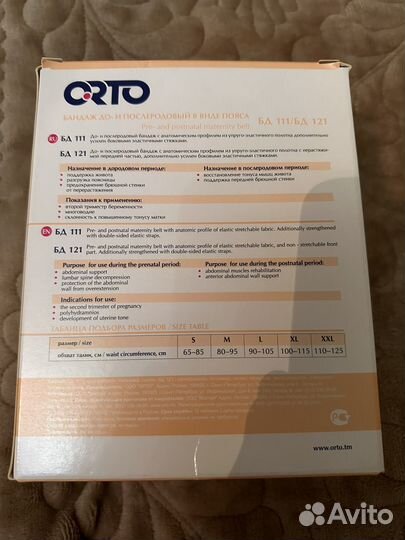 ORTO
БАНДАЖ ДО- И ПОСЛЕРОДОВЫЙ В ВИДЕ ПОЯСА
Pre- and postnatal maternity belt
БД 111/БД 121
RU БД 111 До- и послеродовый бандаж с анатомическим профилем из упруго-эластичного полотна дополнительно усилен боковыми эластичными стяжками.
БД 121 До- и послеродовый бандаж с анатомическим профилем из упруго-эластичного полотна с нерастяжимой передней частью, дополнительно усилен боковыми эластичными стяжками.
Назначение в дородовом периоде:
• поддержка живота
• разгрузка поясницы
• предохранение брюшной стенки
от перерастяжения
Назначение в послеродовом периоде:
• восстановление тонуса мышц живота
• поддержка передней брюшной стенки
Показания к применению:
• второй триместр беременности
• многоводие
• склонность к повышенному тонусу матки
EN БД 111 Pre- and postnatal maternity belt with anatomic profile of elastic stretchable fabric. Additionally strengthened
with double-sided elastic straps.
БД 121 Pre- and postnatal maternity belt with anatomic profile of elastic stretchable fabric, and non - stretchable front
part. Additionally strengthened with double-sided elastic straps.
Purpose for use during the prenatal period:
• abdominal support
• lumbar spine decompression
• protection of the abdominal
wall from overextension
Purpose for use during the postnatal period:
• abdominal muscles rehabilitation
• anterior abdominal wall support
Indications for use:
• the second trimester of pregnancy
• polyhydramnion
• development of uterine tone
ТАБЛИЦА ПОДБОРА РАЗМЕРОВ / SIZE TABLE
размер / size S M L XL XXL
обхват талии, см / waist circumference, cm 65–85 80–95 90–105 100–115 110–125
www.orto.tm
Avito